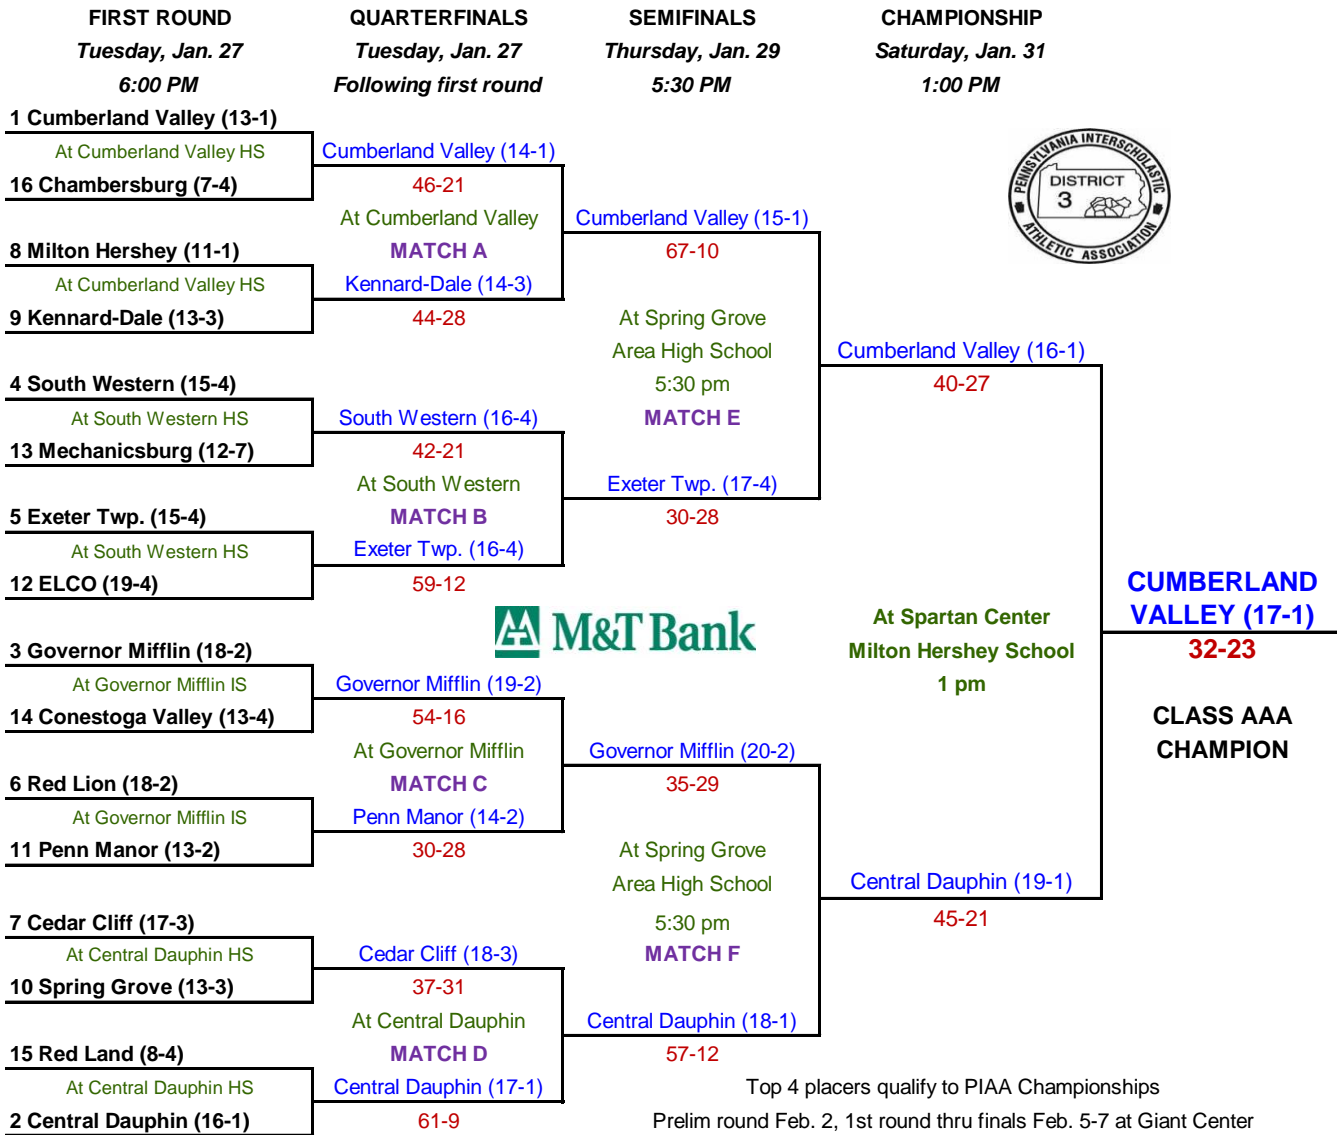 FIRST ROUND
Tuesday, Jan. 27
6:00 PM
QUARTERFINALS
Tuesday, Jan. 27
Following first round
SEMIFINALS
Thursday, Jan. 29
5:30 PM
CHAMPIONSHIP
Saturday, Jan. 31
1:00 PM
1 Cumberland Valley (13-1)
At Cumberland Valley HS
16 Chambersburg (7-4)
8 Milton Hershey (11-1)
At Cumberland Valley HS
9 Kennard-Dale (13-3)
4 South Western (15-4)
At South Western HS
13 Mechanicsburg (12-7)
5 Exeter Twp. (15-4)
At South Western HS
12 ELCO (19-4)
3 Governor Mifflin (18-2)
At Governor Mifflin IS
14 Conestoga Valley (13-4)
6 Red Lion (18-2)
At Governor Mifflin IS
11 Penn Manor (13-2)
7 Cedar Cliff (17-3)
At Central Dauphin HS
10 Spring Grove (13-3)
15 Red Land (8-4)
At Central Dauphin HS
2 Central Dauphin (16-1)
Cumberland Valley (14-1)
46-21
At Cumberland Valley
MATCH A
Kennard-Dale (14-3)
44-28
South Western (16-4)
42-21
At South Western
MATCH B
Exeter Twp. (16-4)
59-12
M&T Bank
Governor Mifflin (19-2)
54-16
At Governor Mifflin
MATCH C
Penn Manor (14-2)
30-28
Cedar Cliff (18-3)
37-31
At Central Dauphin
MATCH D
Central Dauphin (17-1)
61-9
Cumberland Valley (15-1)
67-10
At Spring Grove
Area High School
5:30 pm
MATCH E
Exeter Twp. (17-4)
30-28
Governor Mifflin (20-2)
35-29
At Spring Grove
Area High School
5:30 pm
MATCH F
Central Dauphin (18-1)
57-12
PENNSYLVANIA INTERSCHOLASTIC
DISTRICT
3
ATHLETIC ASSOCIATION
Cumberland Valley (16-1)
40-27
At Spartan Center
Milton Hershey School
1 pm
Central Dauphin (19-1)
45-21
CUMBERLAND
VALLEY (17-1)
32-23
CLASS AAA
CHAMPION
Top 4 placers qualify to PIAA Championships
Prelim round Feb. 2, 1st round thru finals Feb. 5-7 at Giant Center